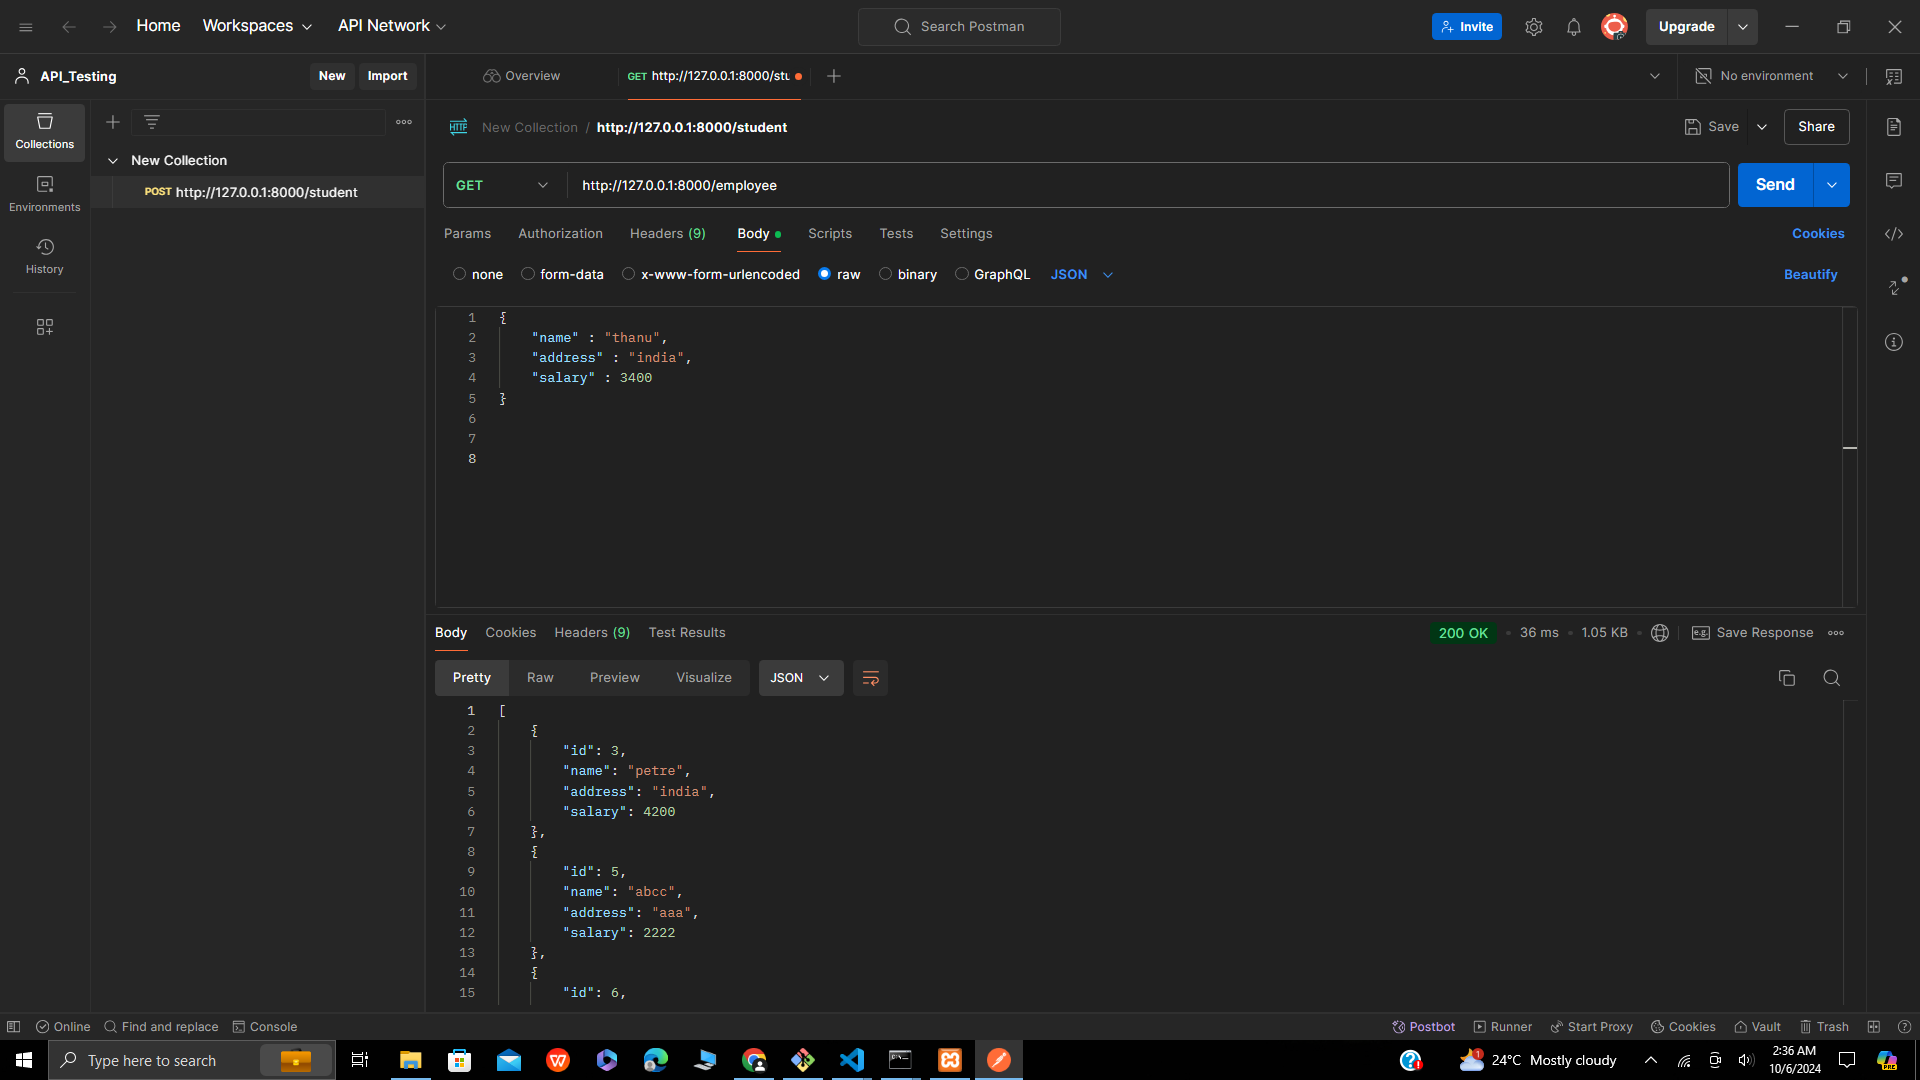 Home Workspaces API Network Search Postman Invite Upgrade
API_Testing New Import Overview GET http://127.0.0.1:8000/stu No environment
Collections
Environments
History
New Collection
POST http://127.0.0.1:8000/student
HTTP New Collection / http://127.0.0.1:8000/student Save Share
GET http://127.0.0.1:8000/employee Send
Params Authorization Headers (9) Body Scripts Tests Settings Cookies
none form-data x-www-form-urlencoded raw binary GraphQL JSON Beautify
1 {
2 "name" : "thanu",
3 "address" : "india",
4 "salary" : 3400
5 }
6
7
8
Body Cookies Headers (9) Test Results 200 OK 36 ms 1.05 KB e.g. Save Response
Pretty Raw Preview Visualize JSON
1 [
2 {
3 "id": 3,
4 "name": "petre",
5 "address": "india",
6 "salary": 4200
7 },
8 {
9 "id": 5,
10 "name": "abcc",
11 "address": "aaa",
12 "salary": 2222
13 },
14 {
15 "id": 6,
Online Find and replace Console Postbot Runner Start Proxy Cookies Vault Trash
Type here to search 1 24°C Mostly cloudy 2:36 AM
10/6/2024